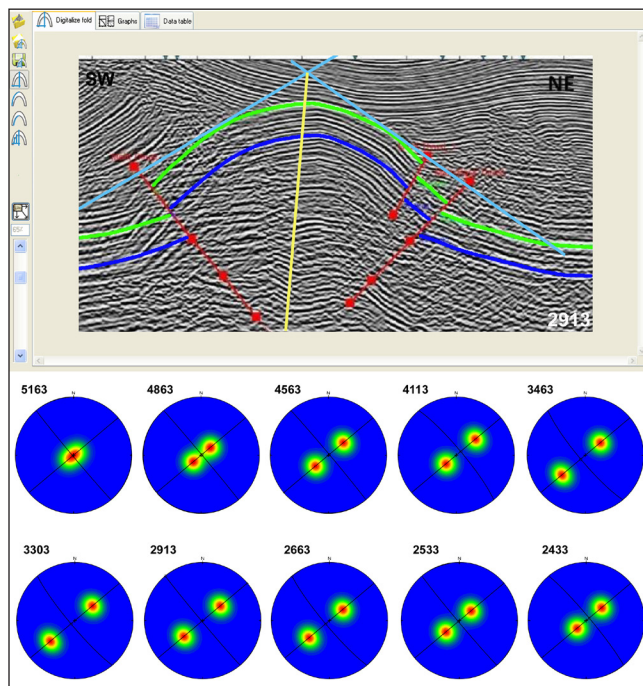 Digitalize fold Graphs Data table
SW NE
2913
5163 4863 4563 4113 3463
N N N N N
3303 2913 2663 2533 2433
N N N N N